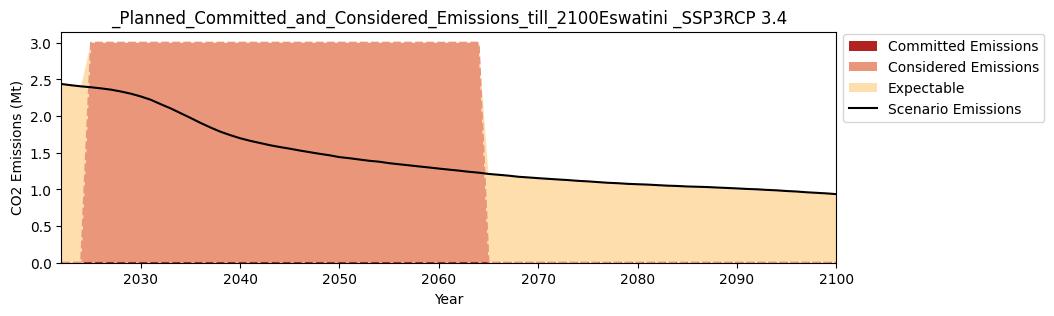 _Planned_Committed_and_Considered_Emissions_till_2100Eswatini _SSP3RCP 3.4
3.0
2.5
2.0
1.5
1.0
0.5
0.0
CO2 Emissions (Mt)
2030 2040 2050 2060 2070 2080 2090 2100
Year
Committed Emissions
Considered Emissions
Expectable
Scenario Emissions